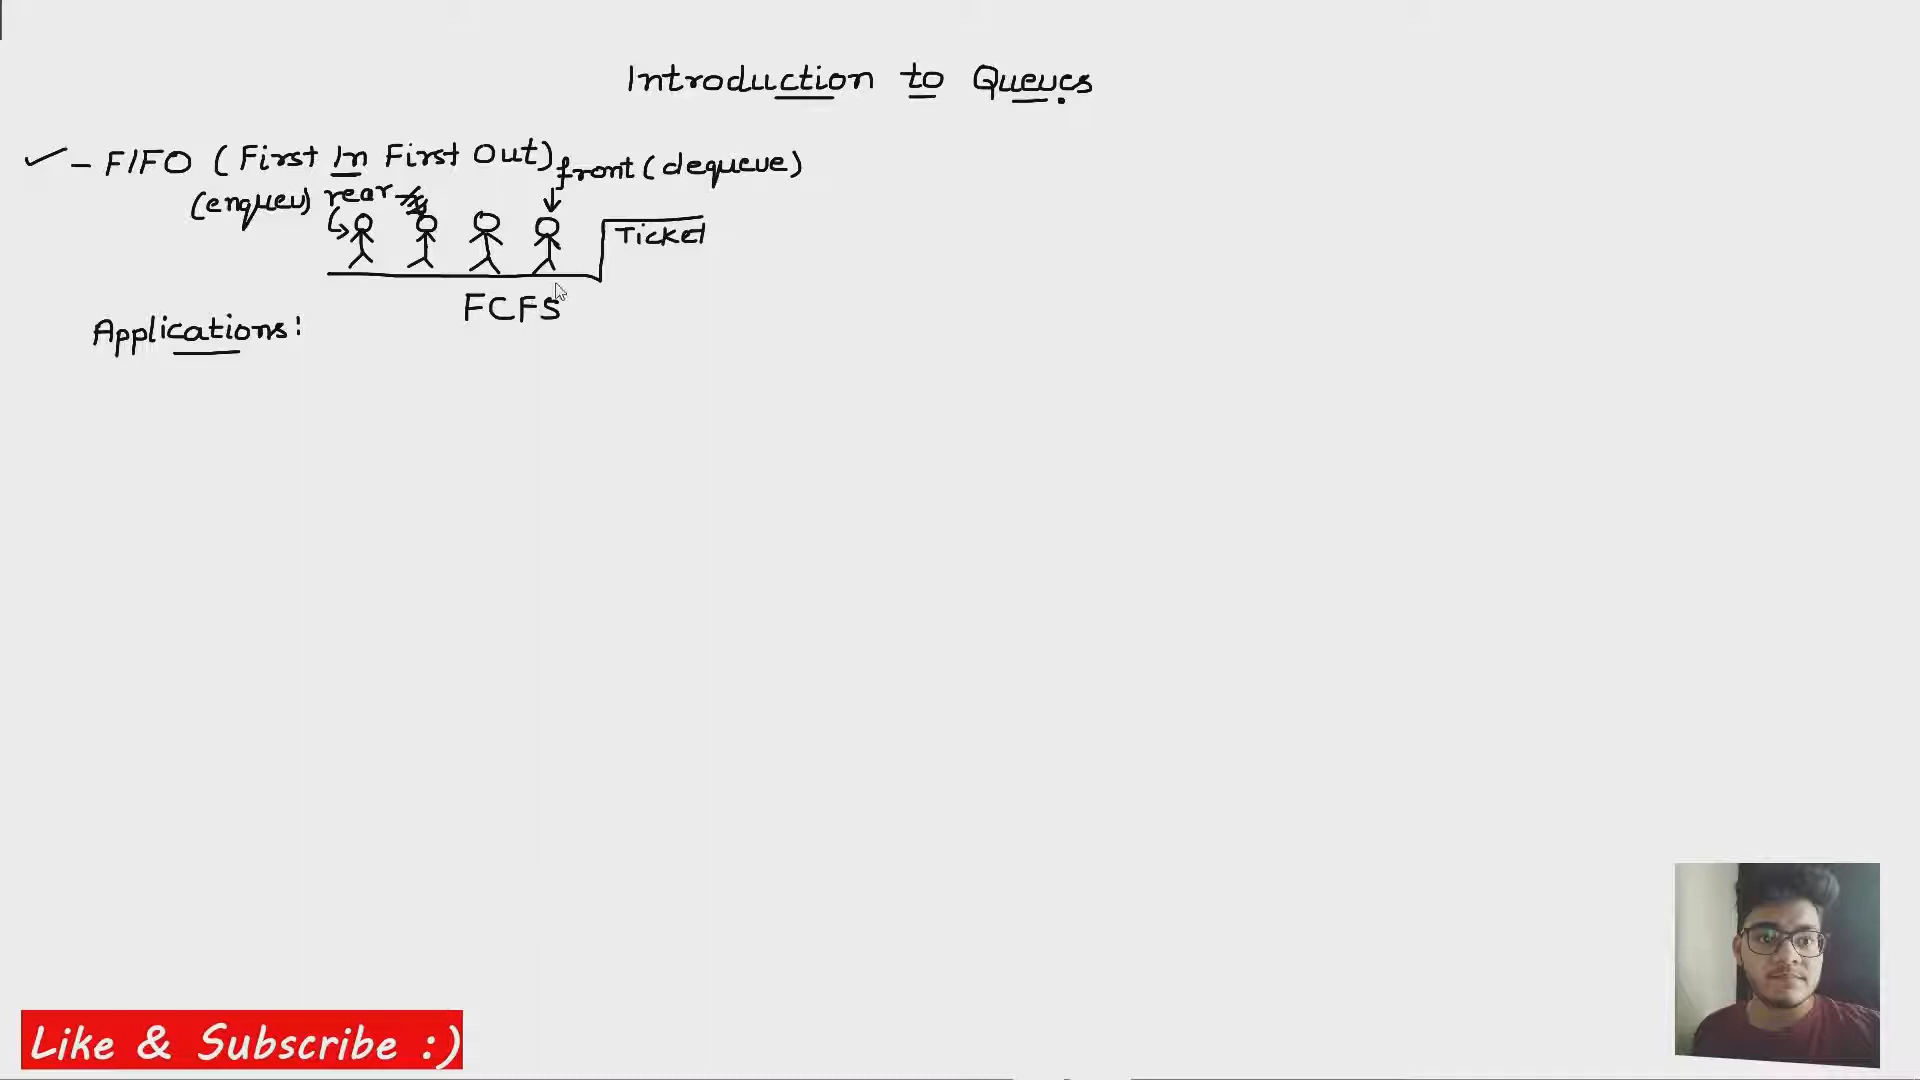 Introduction to Queues
- FIFO ( First In First Out)
front ( dequeue )
(enqueu) rear
Ticket
FCFS
Applications:
Like & Subscribe :)